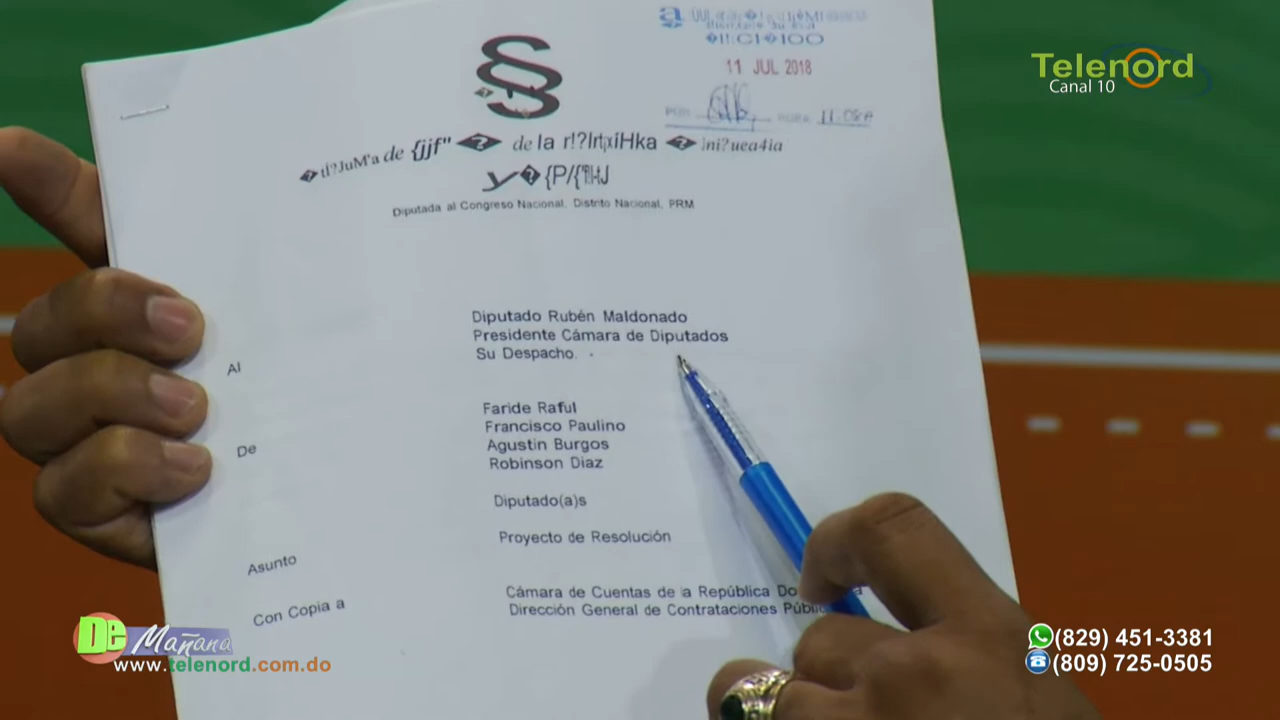 11 JUL 2018
Telenord
Canal 10
de la
Diputada al Congreso Nacional, Distrito Nacional, PRM
Diputado Rubén Maldonado
Presidente Cámara de Diputados
Su Despacho.
Al
Faride Raful
Francisco Paulino
Agustin Burgos
Robinson Diaz
De
Diputado(a)s
Proyecto de Resolución
Asunto
Cámara de Cuentas de la República
Dirección General de Contrataciones
Con Copia a
De Mañana
www.telenord.com.do
(829) 451-3381
(809) 725-0505